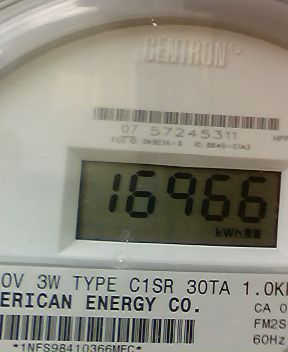 CENTRON®
07 57245311
16966
kWh
0V 3W TYPE C1SR 30TA 1.0K
ERICAN ENERGY CO.
CA 0
FM2S
60Hz
*1NFS98410366MEC*